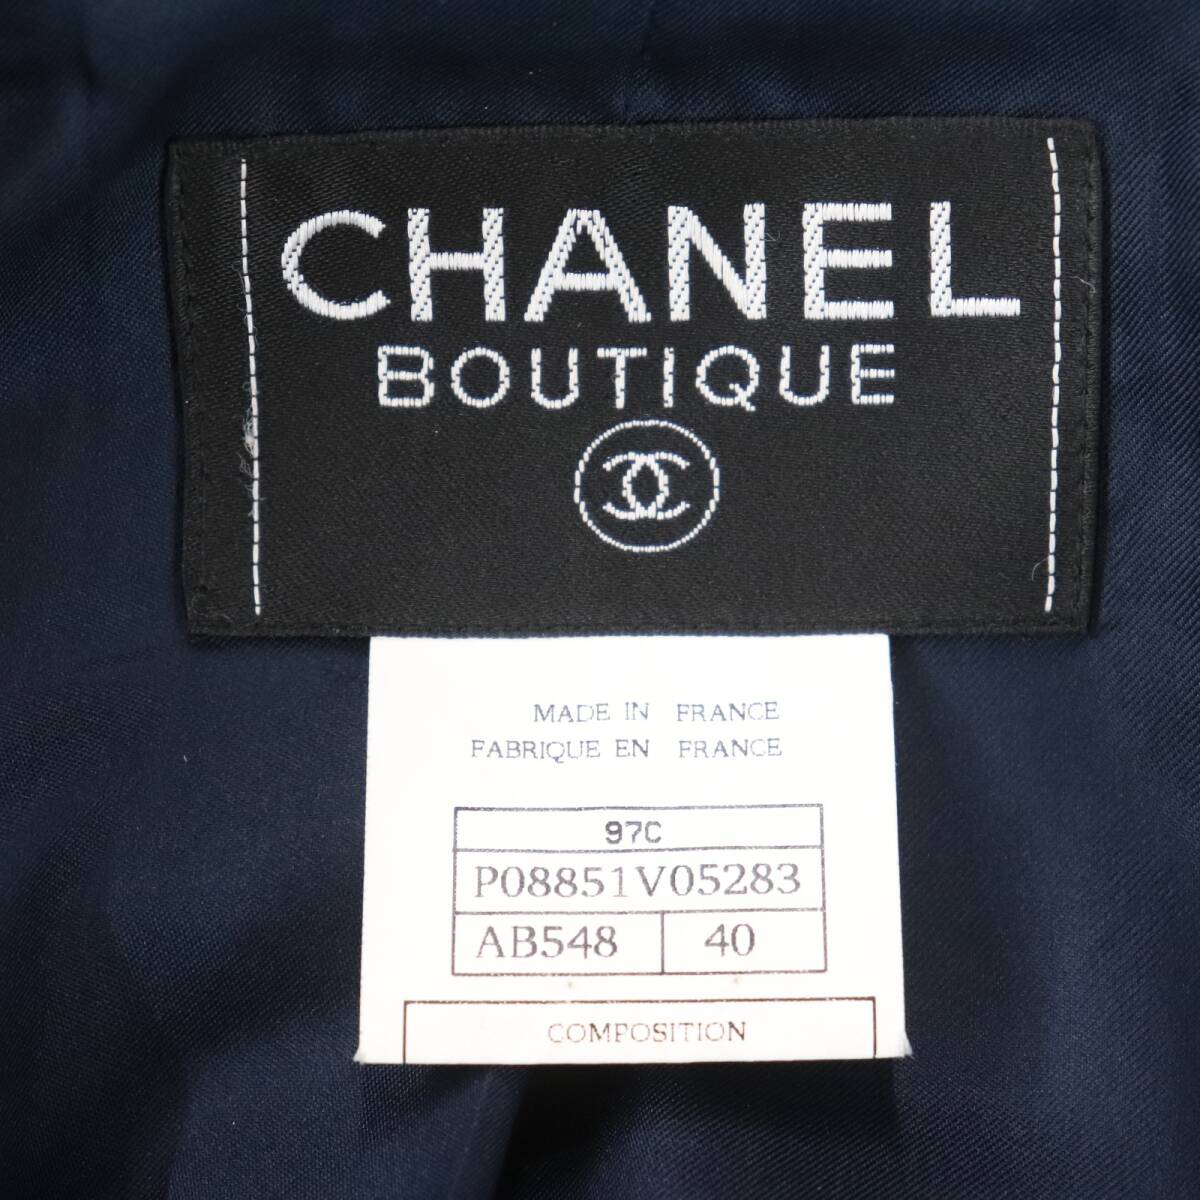 CHANEL
BOUTIQUE
MADE IN FRANCE
FABRIQUE EN FRANCE
97C
P08851V05283
AB548 40
COMPOSITION